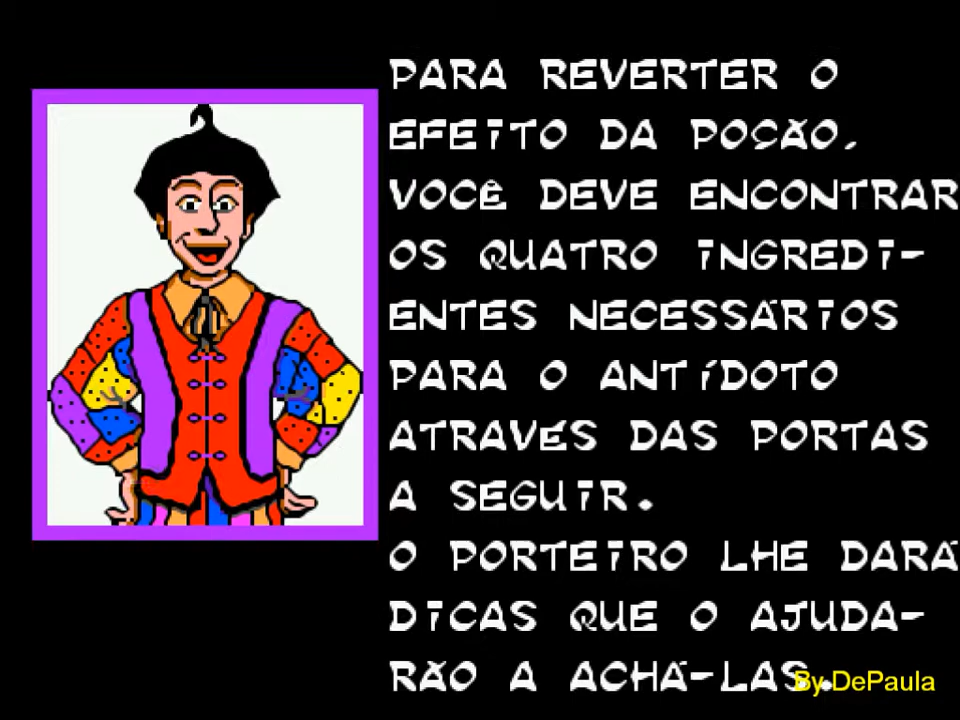 PARA REVERTER O
EFEITO DA POÇÃO,
VOCÊ DEVE ENCONTRAR
OS QUATRO INGREDI-
ENTES NECESSÁRIOS
PARA O ANTÍDOTO
ATRAVÉS DAS PORTAS
A SEGUIR.
O PORTEIRO LHE DARÁ
DICAS QUE O AJUDA-
RÃO A ACHÁ-LAS.
By DePaula